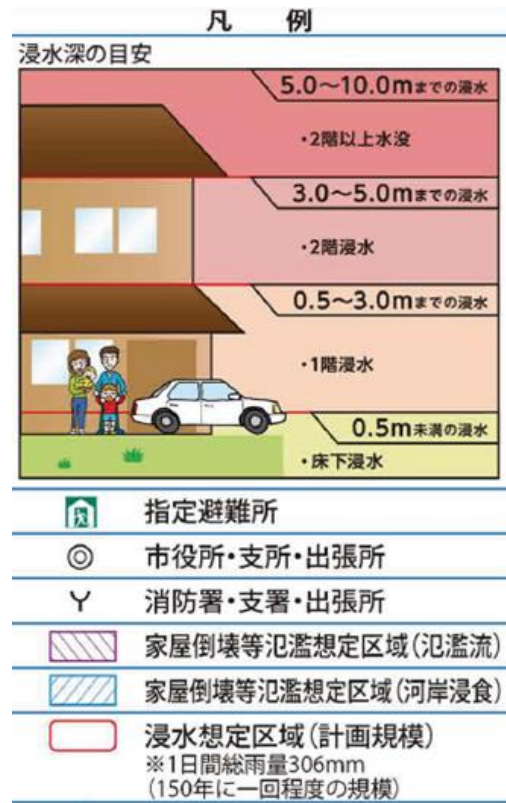 凡 例
浸水深の目安
5.0～10.0mまでの浸水
・2階以上水没
3.0～5.0mまでの浸水
・2階浸水
0.5～3.0mまでの浸水
・1階浸水
0.5m未満の浸水
・床下浸水
指定避難所
市役所・支所・出張所
消防署・支署・出張所
家屋倒壊等氾濫想定区域(氾濫流)
家屋倒壊等氾濫想定区域(河岸浸食)
浸水想定区域(計画規模)
※1日間総雨量306mm
(150年に一回程度の規模)